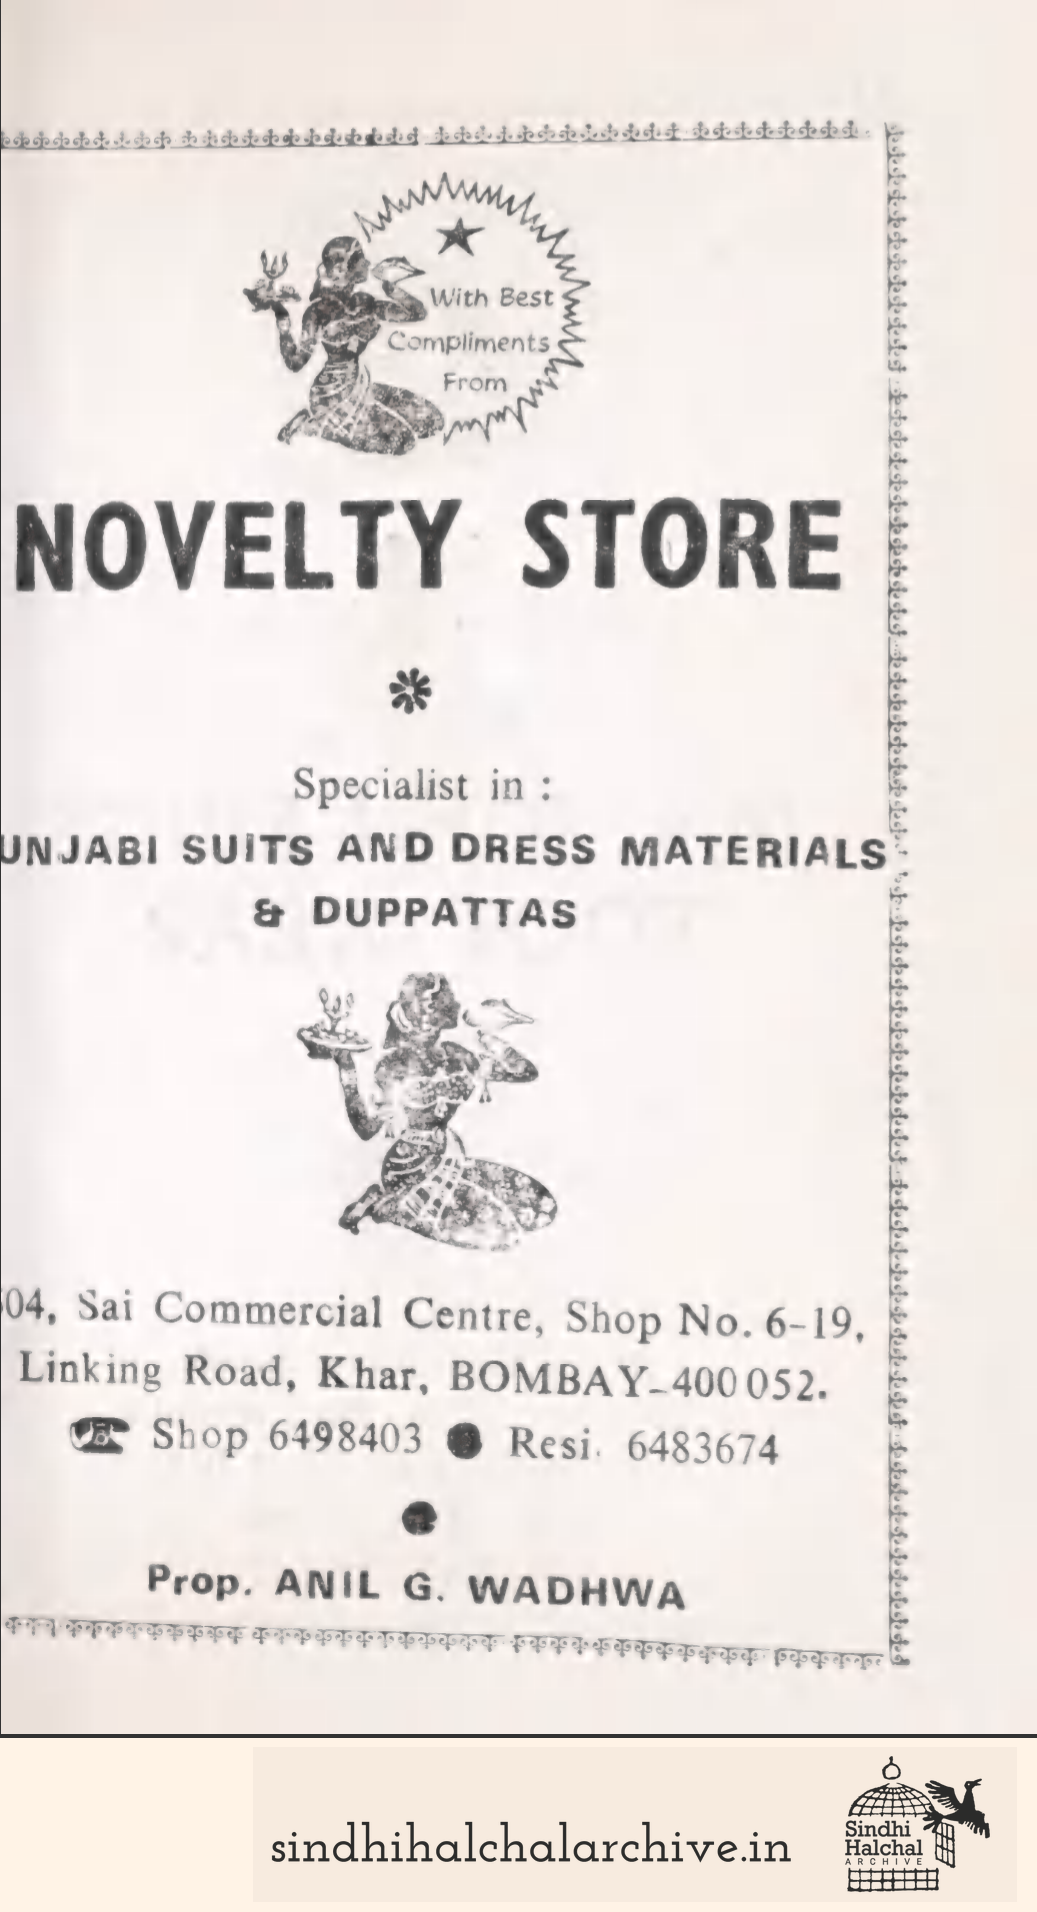 With Best
Compliments
From
NOVELTY STORE
Specialist in :
UNJABI SUITS AND DRESS MATERIALS
& DUPPATTAS
04, Sai Commercial Centre, Shop No. 6-19,
Linking Road, Khar, BOMBAY-400 052.
Shop 6498403 ● Resi. 6483674
Prop. ANIL G. WADHWA
sindhihalchalarchive.in
Sindhi
Halchal
ARCHIVE